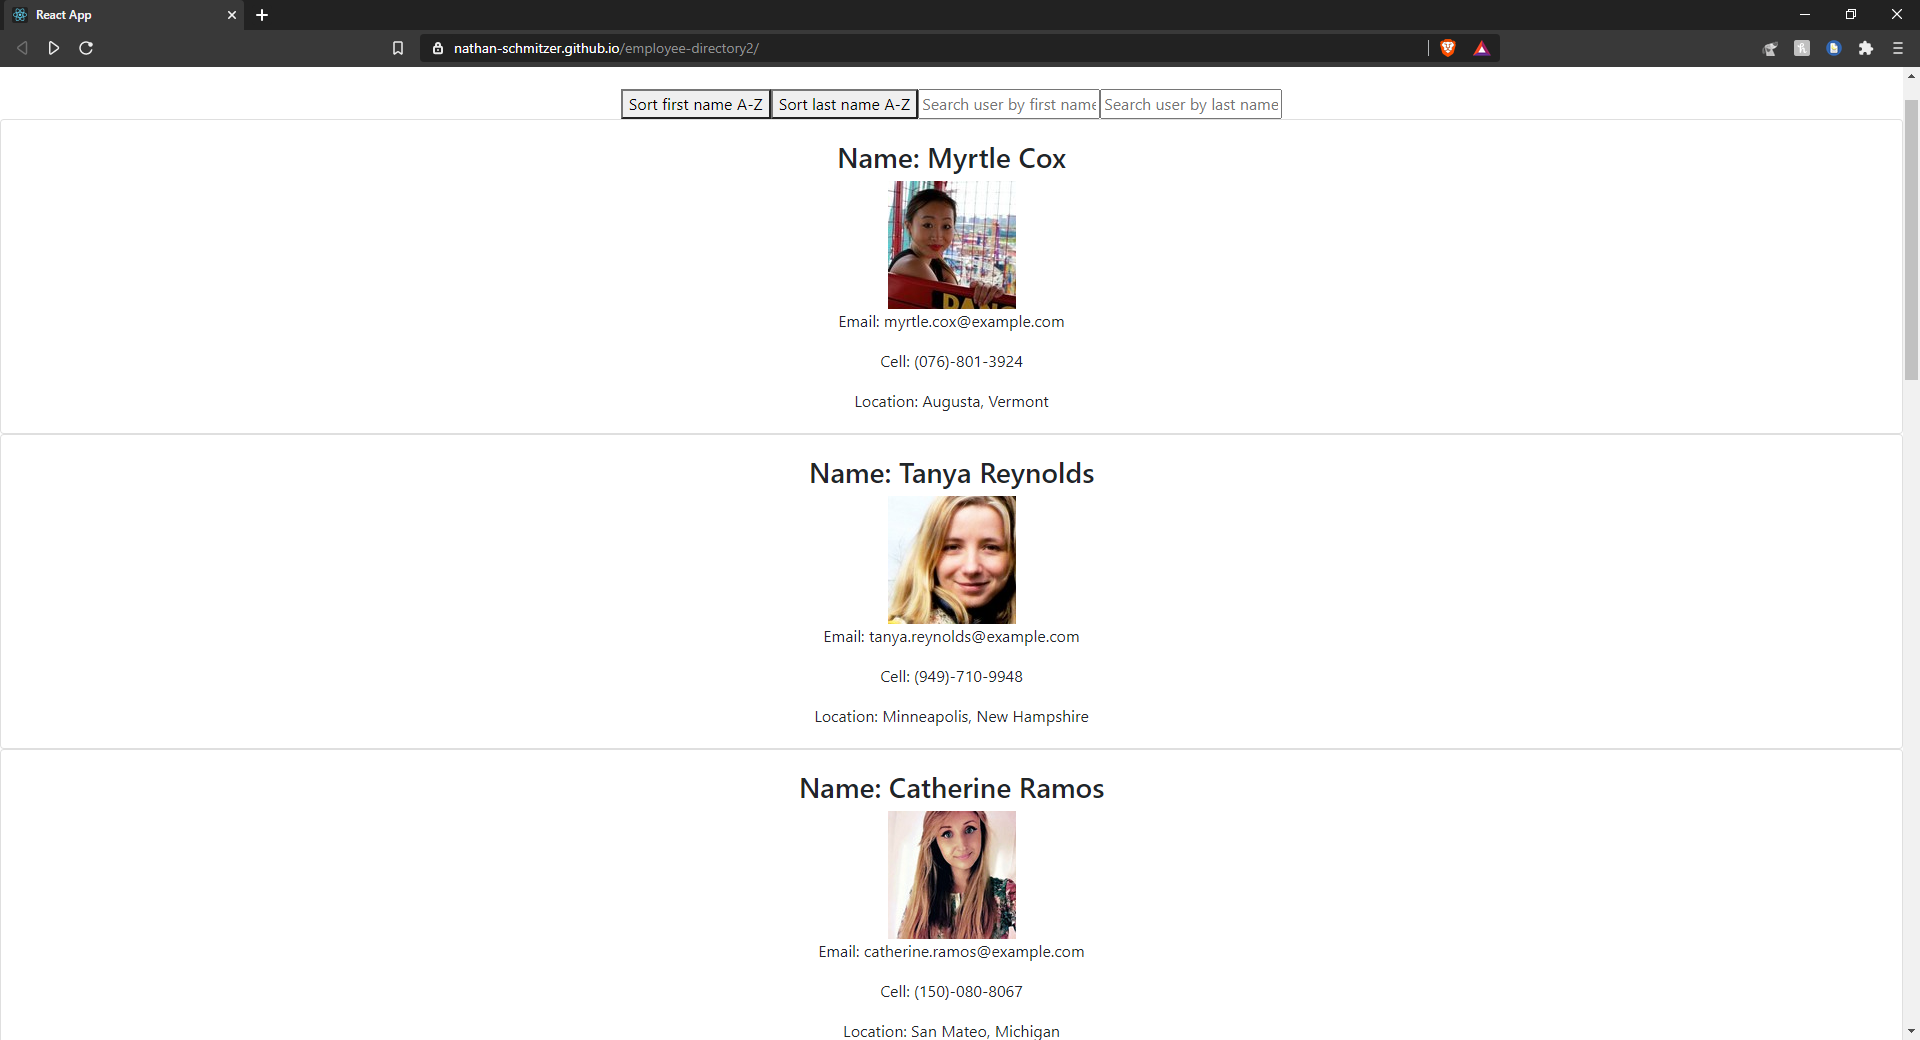 React App
nathan-schmitzer.github.io/employee-directory2/
Sort first name A-Z Sort last name A-Z Search user by first name Search user by last name
Name: Myrtle Cox
Email: myrtle.cox@example.com
Cell: (076)-801-3924
Location: Augusta, Vermont
Name: Tanya Reynolds
Email: tanya.reynolds@example.com
Cell: (949)-710-9948
Location: Minneapolis, New Hampshire
Name: Catherine Ramos
Email: catherine.ramos@example.com
Cell: (150)-080-8067
Location: San Mateo, Michigan